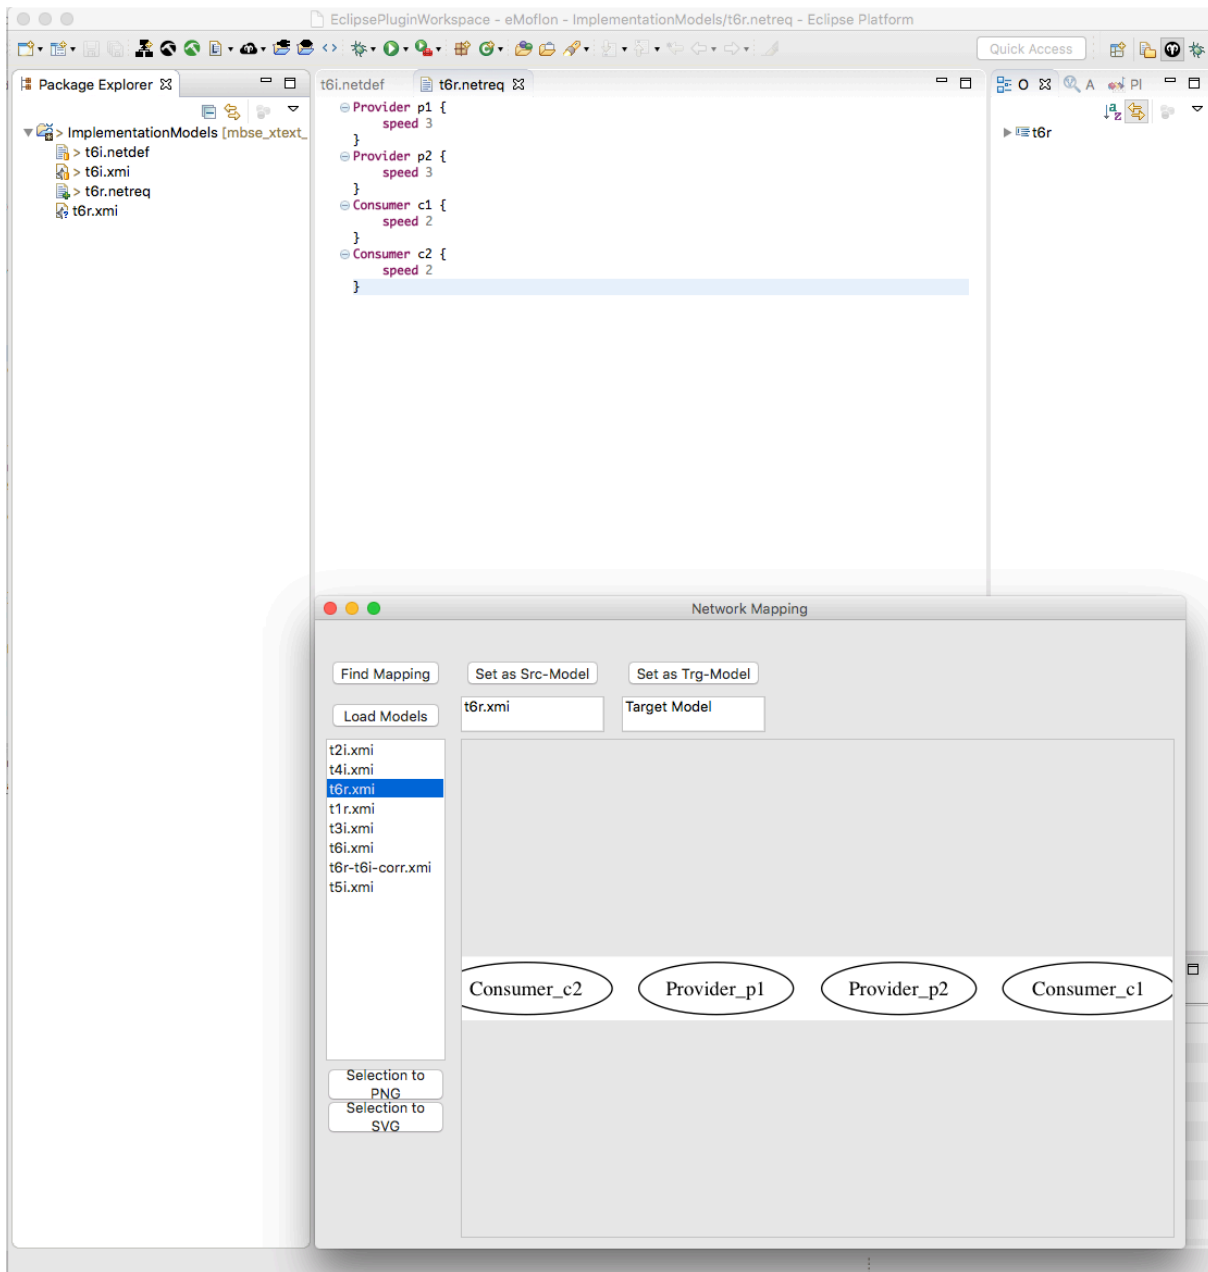 EclipsePluginWorkspace - eMoflon - ImplementationModels/t6r.netreq - Eclipse Platform
Quick Access
Package Explorer
> ImplementationModels [mbse_xtext_
> t6i.netdef
> t6i.xmi
> t6r.netreq
t6r.xmi
t6i.netdef
t6r.netreq
Provider p1 {
speed 3
}
Provider p2 {
speed 3
}
Consumer c1 {
speed 2
}
Consumer c2 {
speed 2
}
O
A
Pl
t6r
Network Mapping
Find Mapping
Set as Src-Model
Set as Trg-Model
Load Models
t6r.xmi
Target Model
t2i.xmi
t4i.xmi
t6r.xmi
t1r.xmi
t3i.xmi
t6i.xmi
t6r-t6i-corr.xmi
t5i.xmi
Consumer_c2
Provider_p1
Provider_p2
Consumer_c1
Selection to
PNG
Selection to
SVG